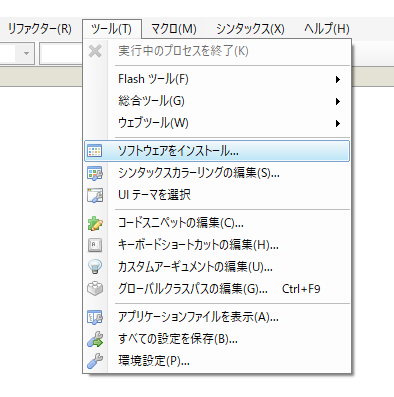 リファクター(R) ツール(T) マクロ(M) シンタックス(X) ヘルプ(H)
実行中のプロセスを終了(K)
Flash ツール(F)
総合ツール(G)
ウェブツール(W)
ソフトウェアをインストール...
シンタックスカラーリングの編集(S)...
UI テーマを選択
コードスニペットの編集(C)...
キーボードショートカットの編集(H)...
カスタムアーギュメントの編集(U)...
グローバルクラスパスの編集(G)... Ctrl+F9
アプリケーションファイルを表示(A)...
すべての設定を保存(B)...
環境設定(P)...